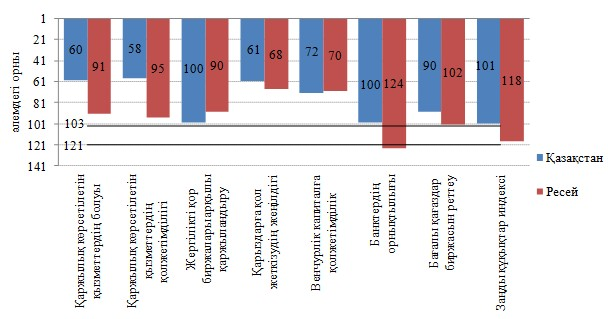 әлемдегі орны
1
21
41
61
81
101
121
141
103
121
60
91
58
95
100
90
61
68
72
70
100
124
90
102
101
118
Қазақстан
Ресей
Қаржылық көрсетілетін
қызметтердің болуы
Қаржылық көрсетілетін
қызметтердің
қолжетімділігі
Жергілікті қор
биржалары арқылы
қаржыландыру
Қарыздарға қол
жеткізудің жеңілдігі
Венчурлік капиталға
қолжетімділік
Банктердің
орнықтылығы
Бағалы қағаздар
биржасын реттеу
Заңды құқықтар индексі